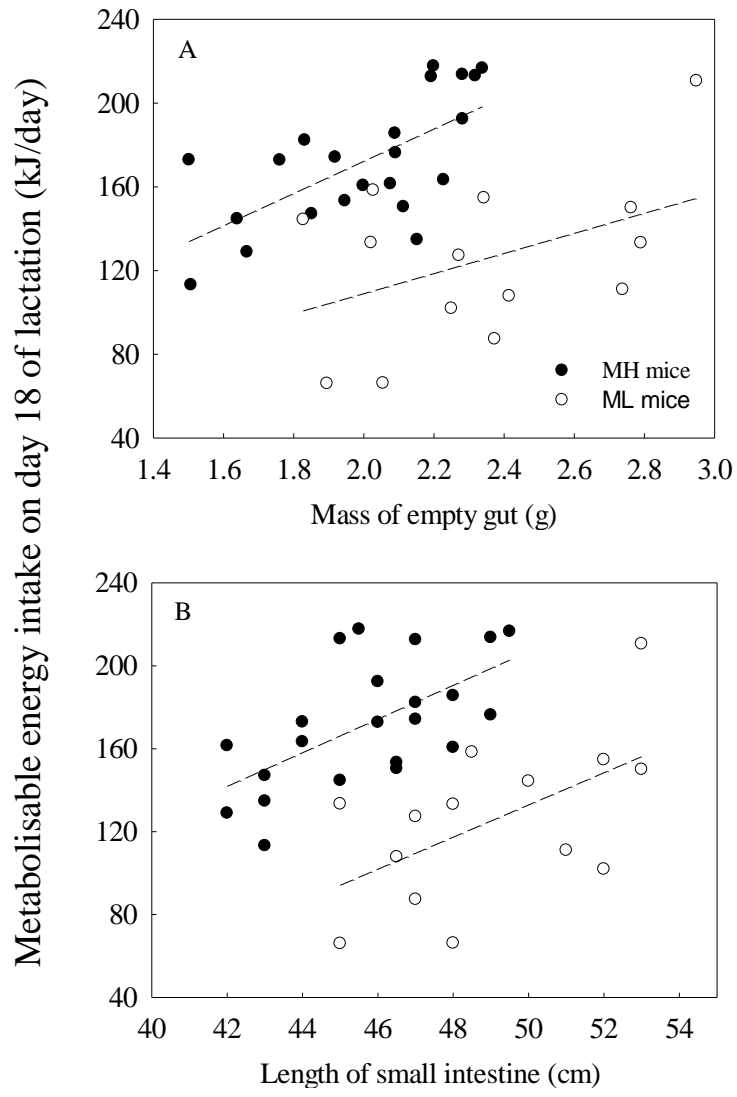 Metabolisable energy intake on day 18 of lactation (kJ/day)
240
200
160
120
80
40
A
MH mice
ML mice
1.4 1.6 1.8 2.0 2.2 2.4 2.6 2.8 3.0
Mass of empty gut (g)
240
200
160
120
80
40
B
40 42 44 46 48 50 52 54
Length of small intestine (cm)